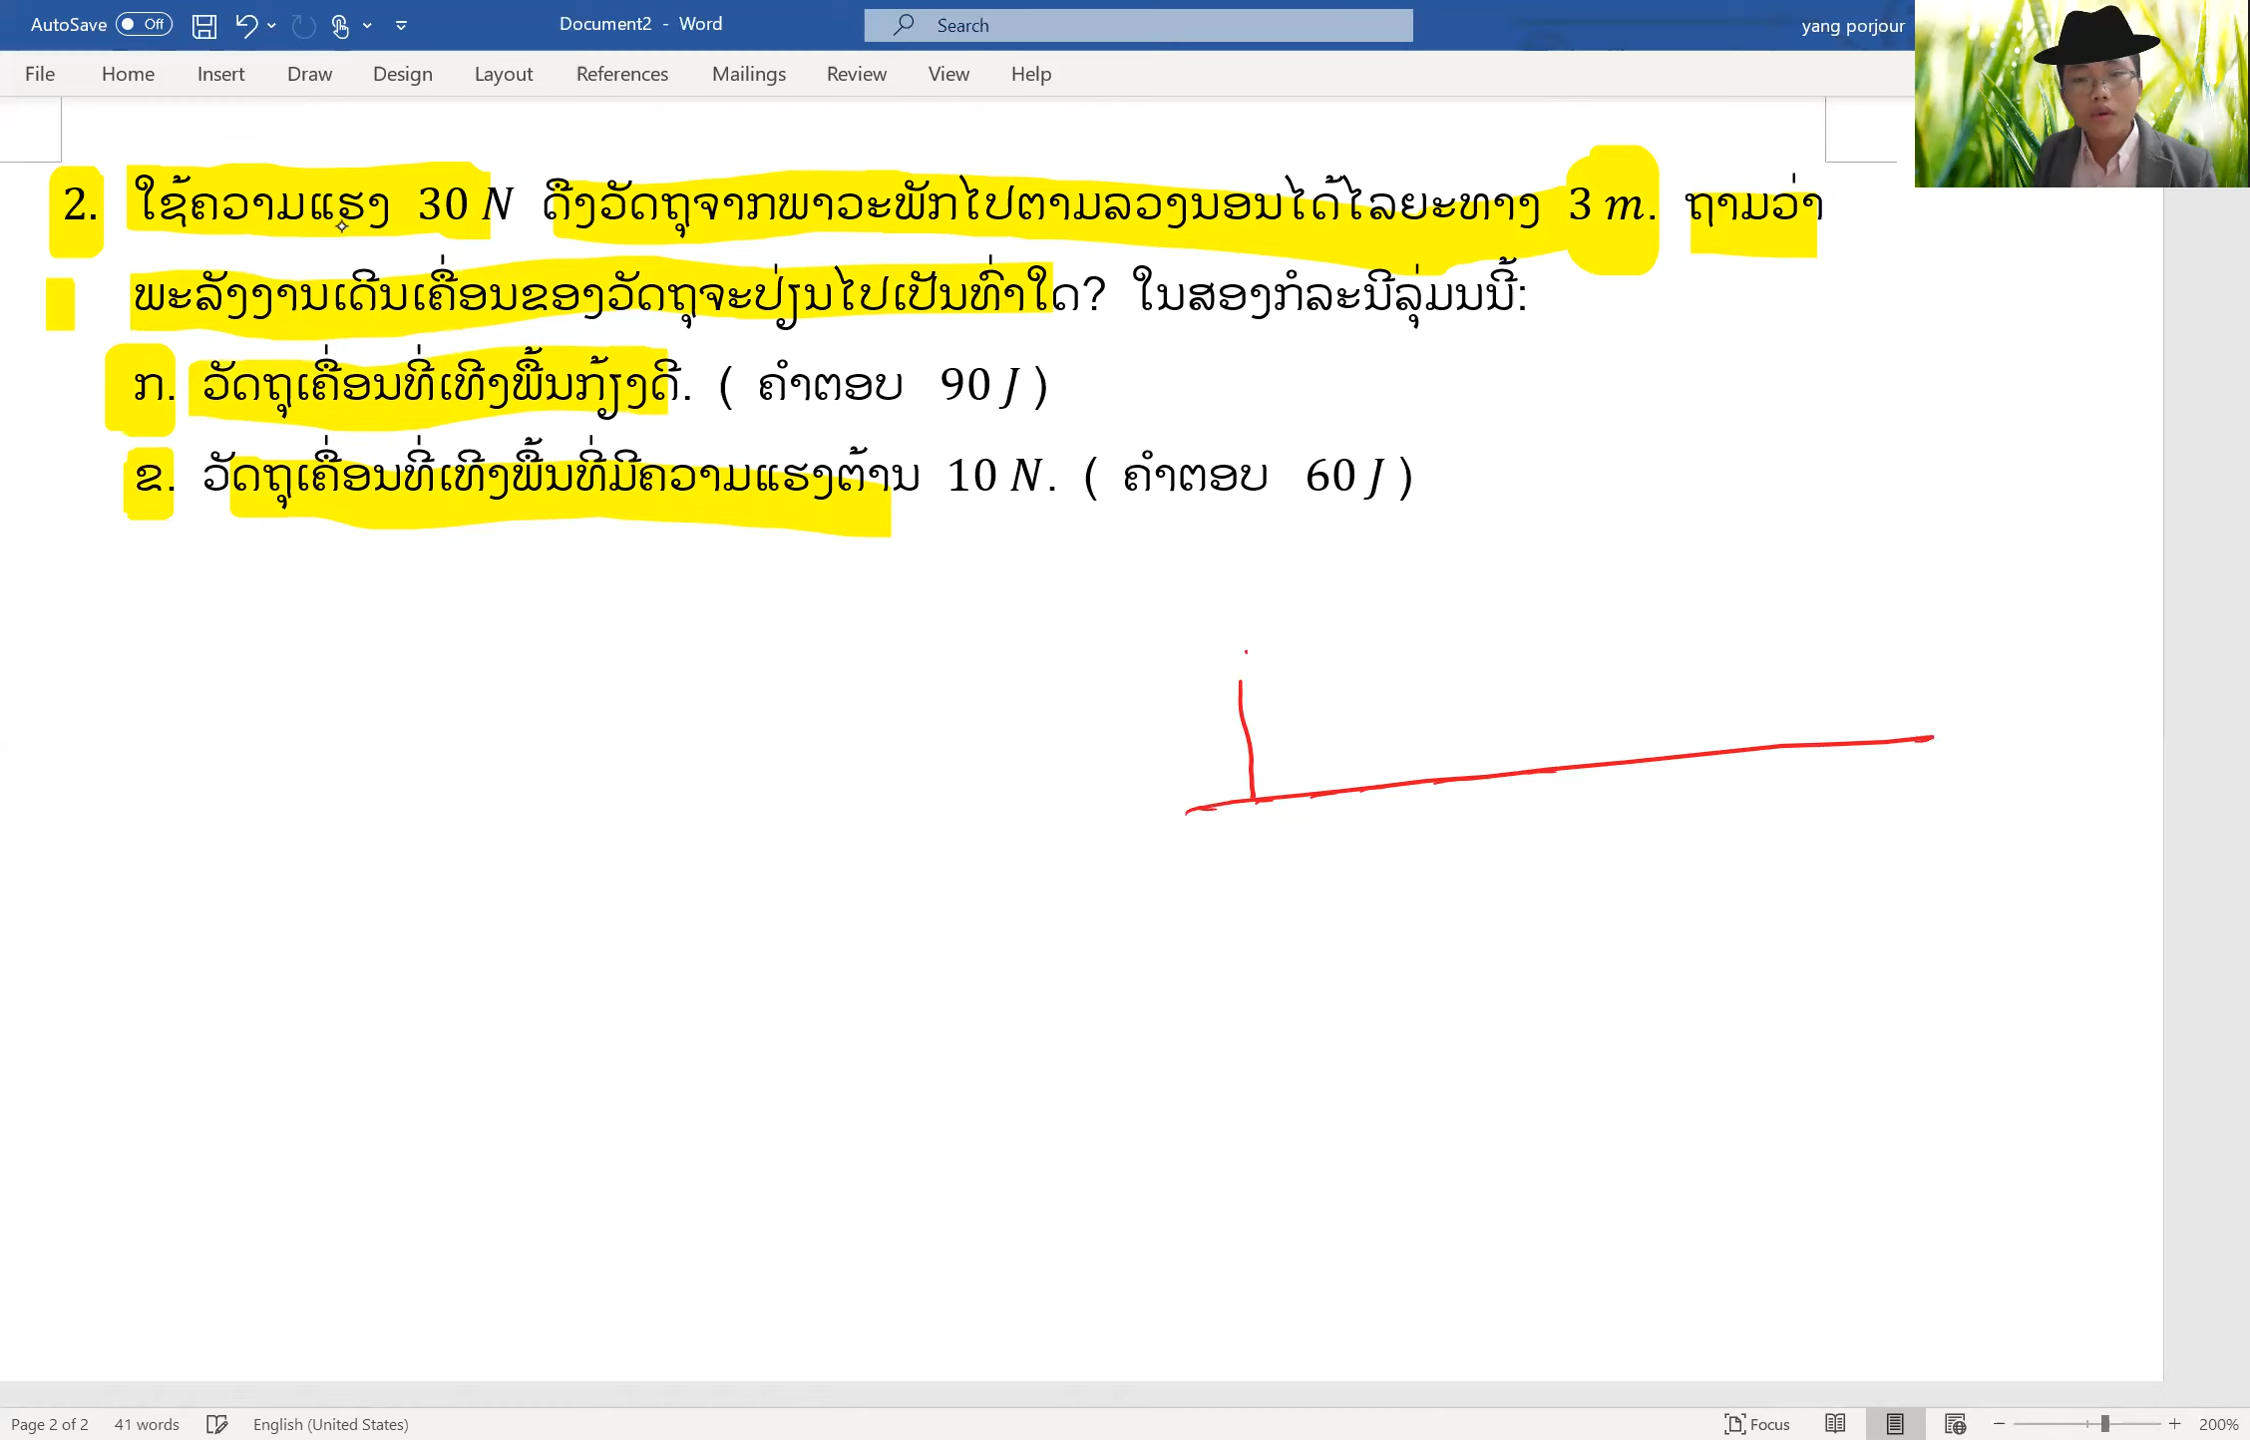 AutoSave Off Document2 - Word Search yang porjour
File Home Insert Draw Design Layout References Mailings Review View Help
2. ໃຊ້ຄວາມແຮງ 30 N ດຶງວັດຖຸຈາກພາວະພັກໄປຕາມລວງນອນໄດ້ໄລຍະທາງ 3 m. ຖາມວ່າ
ພະລັງງານເດີນເຄື່ອນຂອງວັດຖຸຈະປ່ຽນໄປເປັນທົ່າໃດ? ໃນສອງກໍລະນີລຸ່ມນນີ້:
ກ. ວັດຖຸເຄື່ອນທີ່ເທິງພື້ນກ້ຽງດີ. ( ຄໍາຕອບ 90 J )
ຂ. ວັດຖຸເຄື່ອນທີ່ເທິງພື້ນທີ່ມີຄວາມແຮງຕ້ານ 10 N. ( ຄໍາຕອບ 60 J )
Page 2 of 2 41 words English (United States) Focus 200%